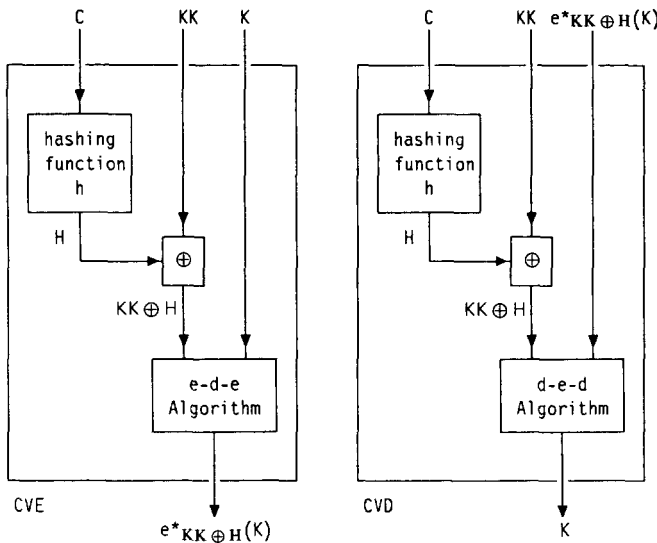 C KK K
hashing
function
h
H
⊕
KK ⊕ H
e-d-e
Algorithm
CVE
e*KK ⊕ H(K)
C KK e*KK ⊕ H(K)
hashing
function
h
H
⊕
KK ⊕ H
d-e-d
Algorithm
CVD
K